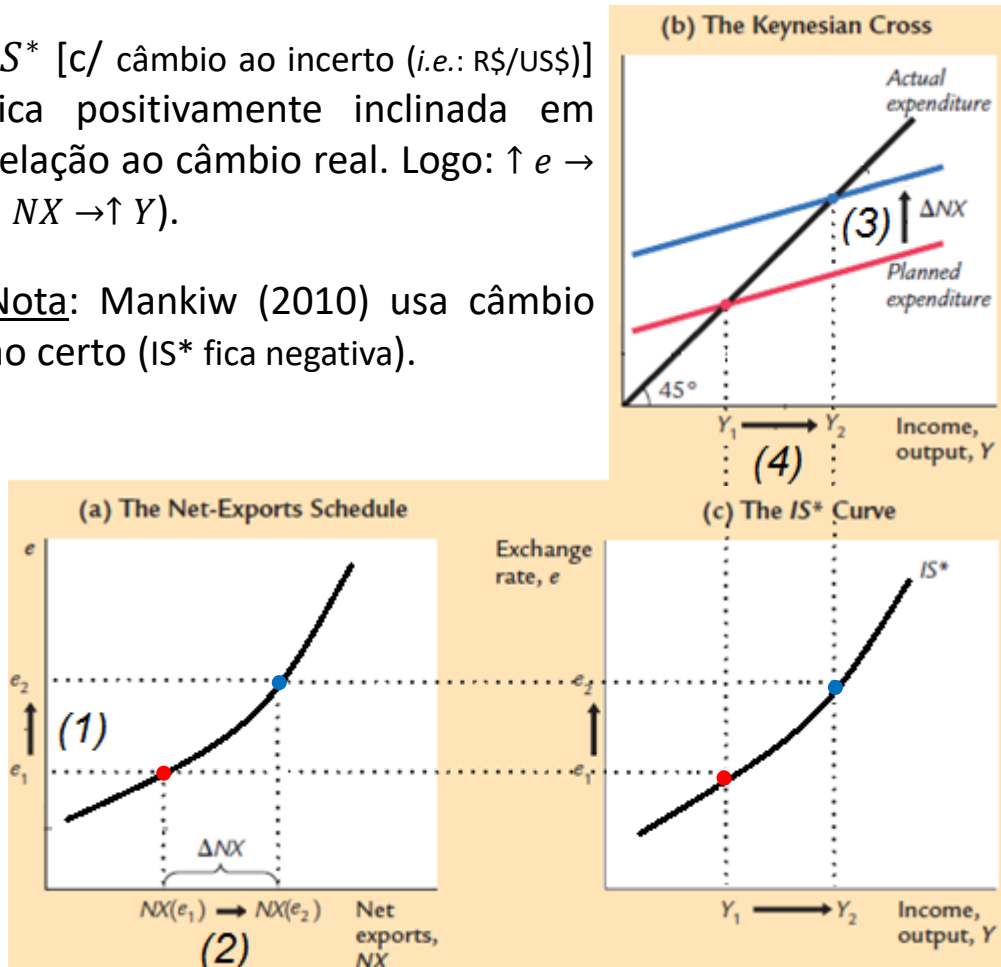 S* [c/ câmbio ao incerto (i.e.: R$/US$)]
ica positivamente inclinada em
elação ao câmbio real. Logo: ↑ e →
NX →↑ Y).
Nota: Mankiw (2010) usa câmbio
o certo (IS* fica negativa).
(b) The Keynesian Cross
Actual
expenditure
(3)
ΔNX
Planned
expenditure
45°
Y₁ → Y₂
(4)
Income,
output, Y
(a) The Net-Exports Schedule
e
e₂
(1)
e₁
ΔNX
NX(e₁) → NX(e₂)
(2)
Net
exports,
NX
(c) The IS* Curve
Exchange
rate, e
IS*
e₂
e₁
Y₁ → Y₂
Income,
output, Y